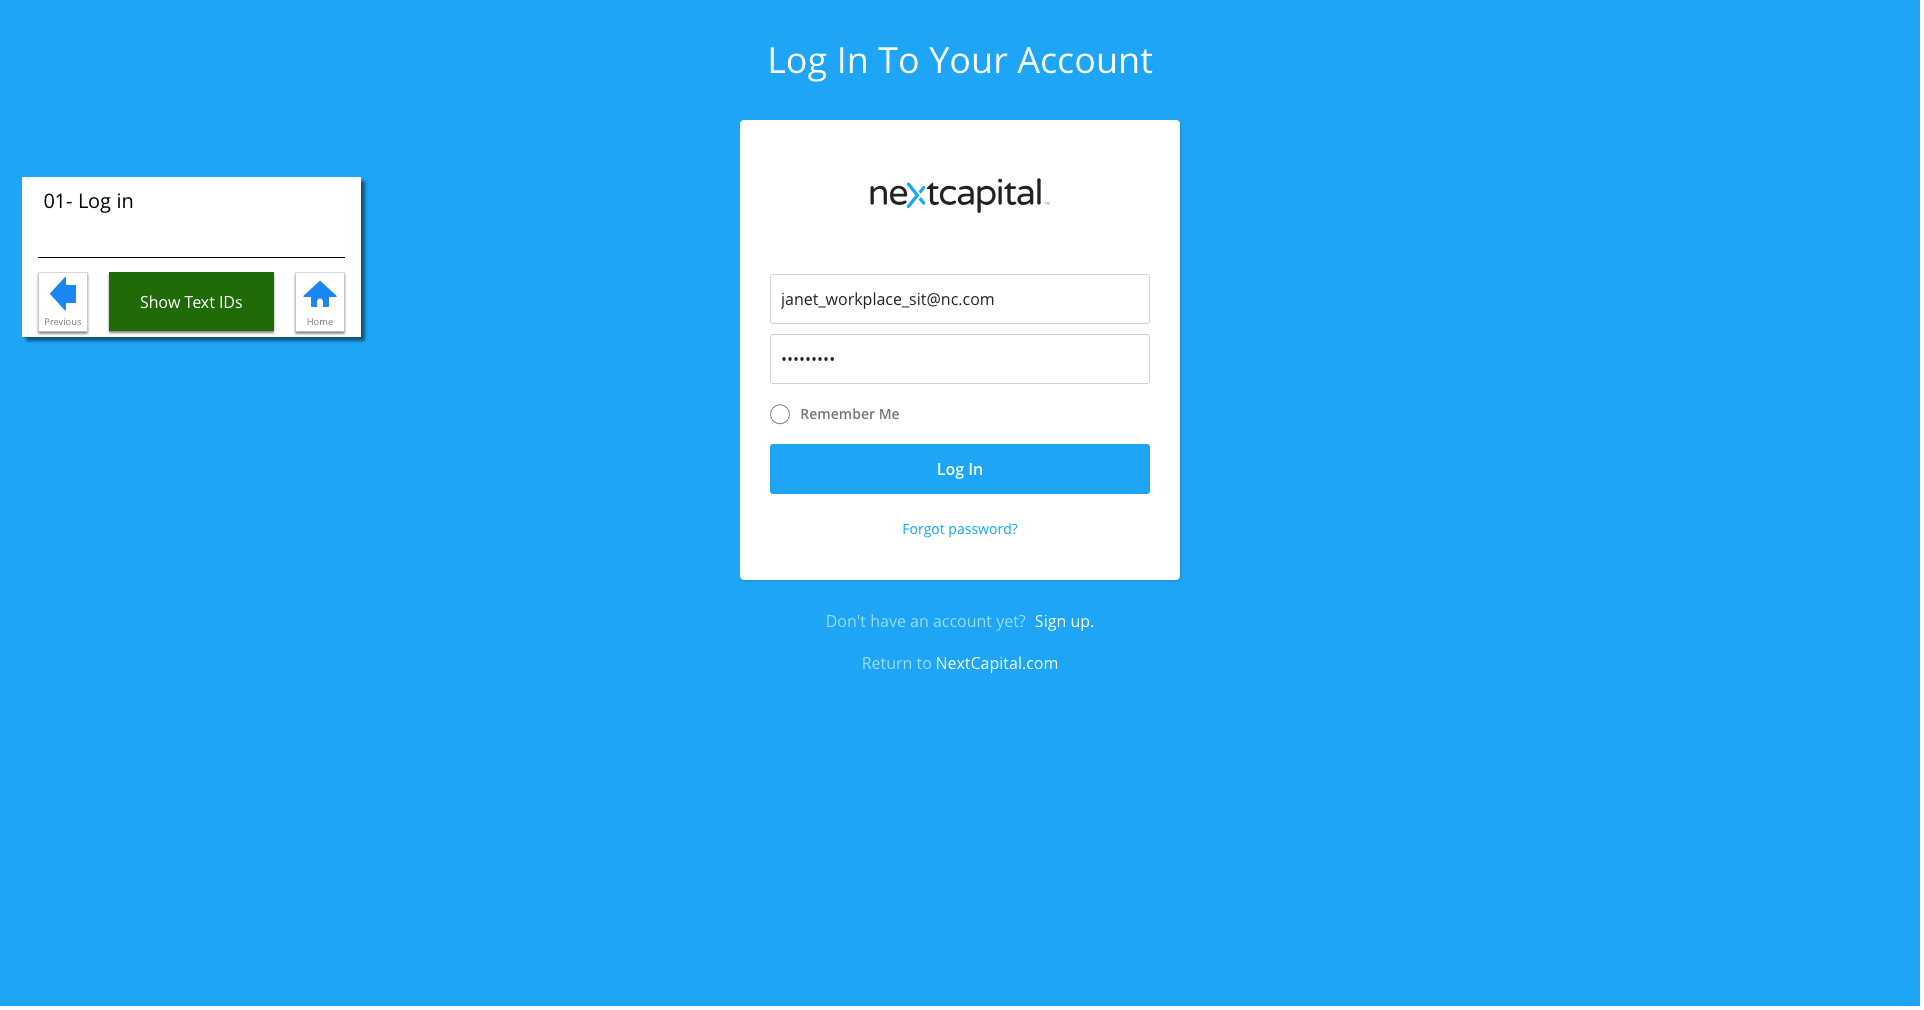 Log In To Your Account
01- Log in
Previous
Show Text IDs
Home
nextcapital™
janet_workplace_sit@nc.com
•••••••••
Remember Me
Log In
Forgot password?
Don't have an account yet? Sign up.
Return to NextCapital.com